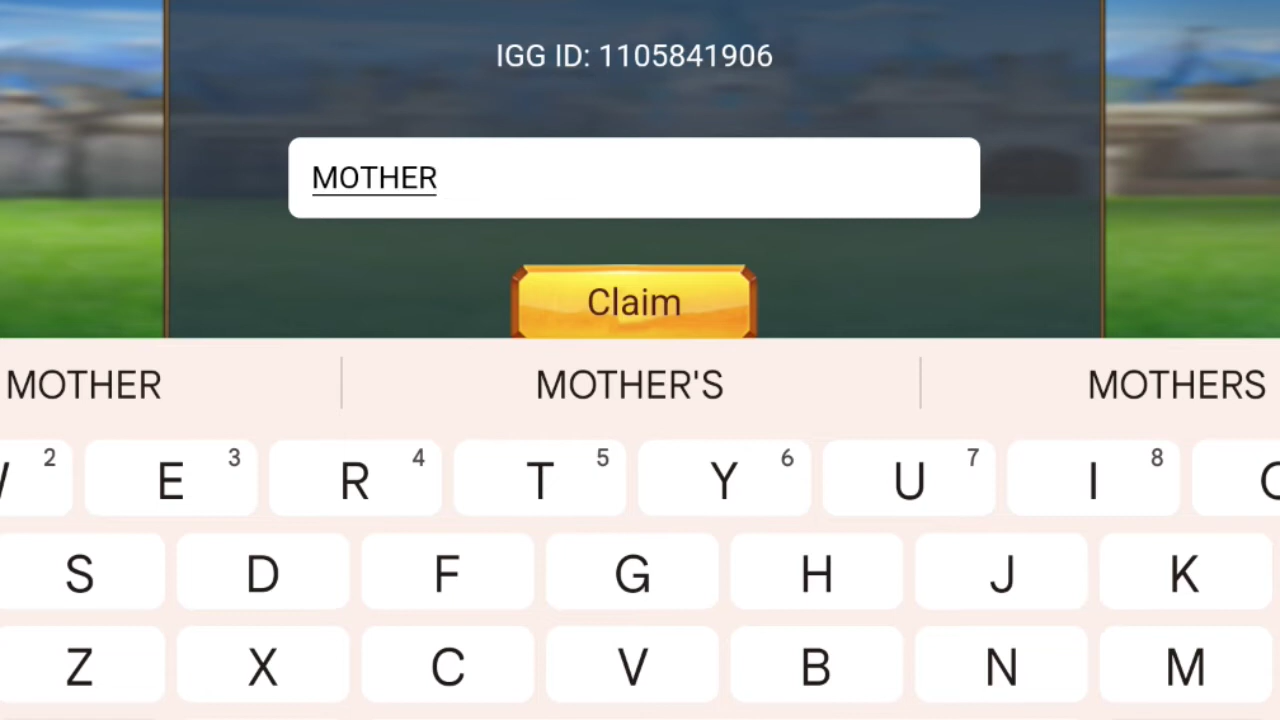 IGG ID: 1105841906
MOTHER
Claim
MOTHER MOTHER'S MOTHERS
2 E 3 R 4 T 5 Y 6 U 7 I 8
S D F G H J K
Z X C V B N M